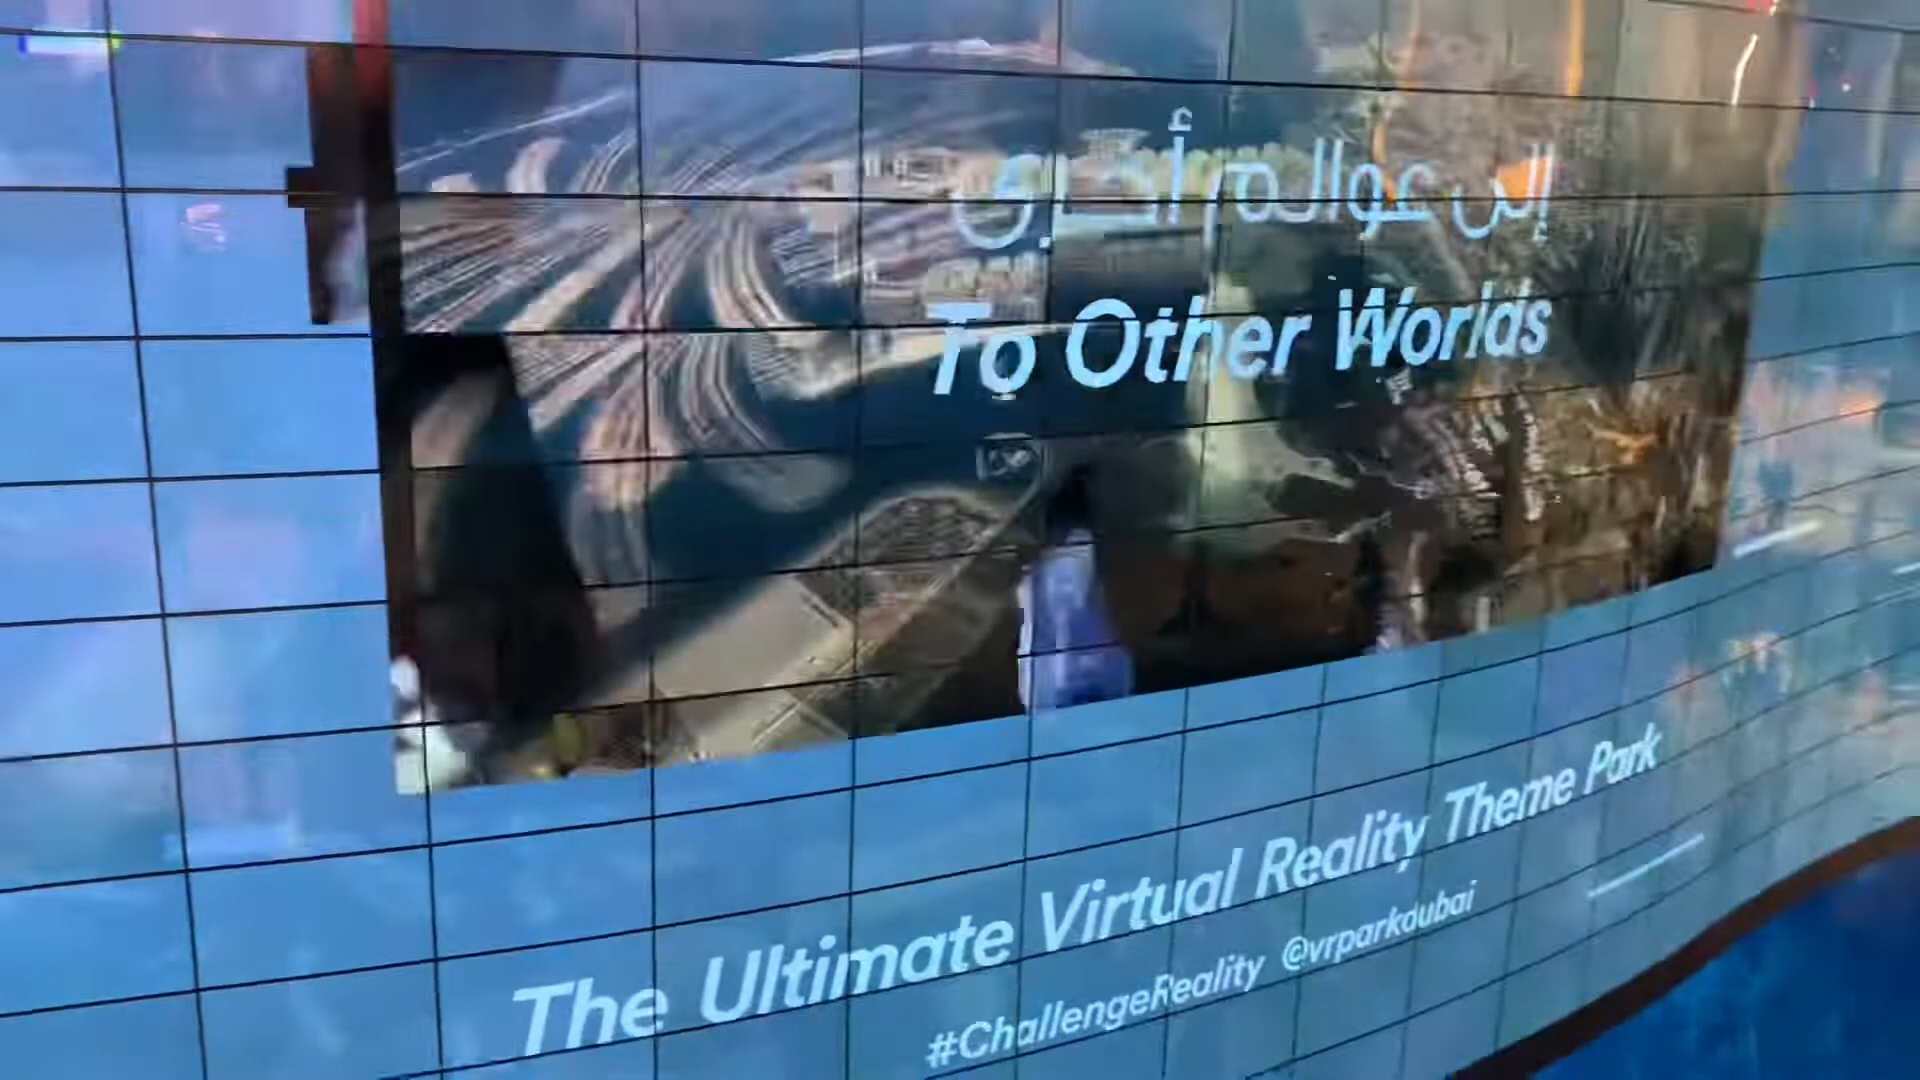 إلى عوالم أخرى
To Other Worlds
The Ultimate Virtual Reality Theme Park
#ChallengeReality @vrparkdubai